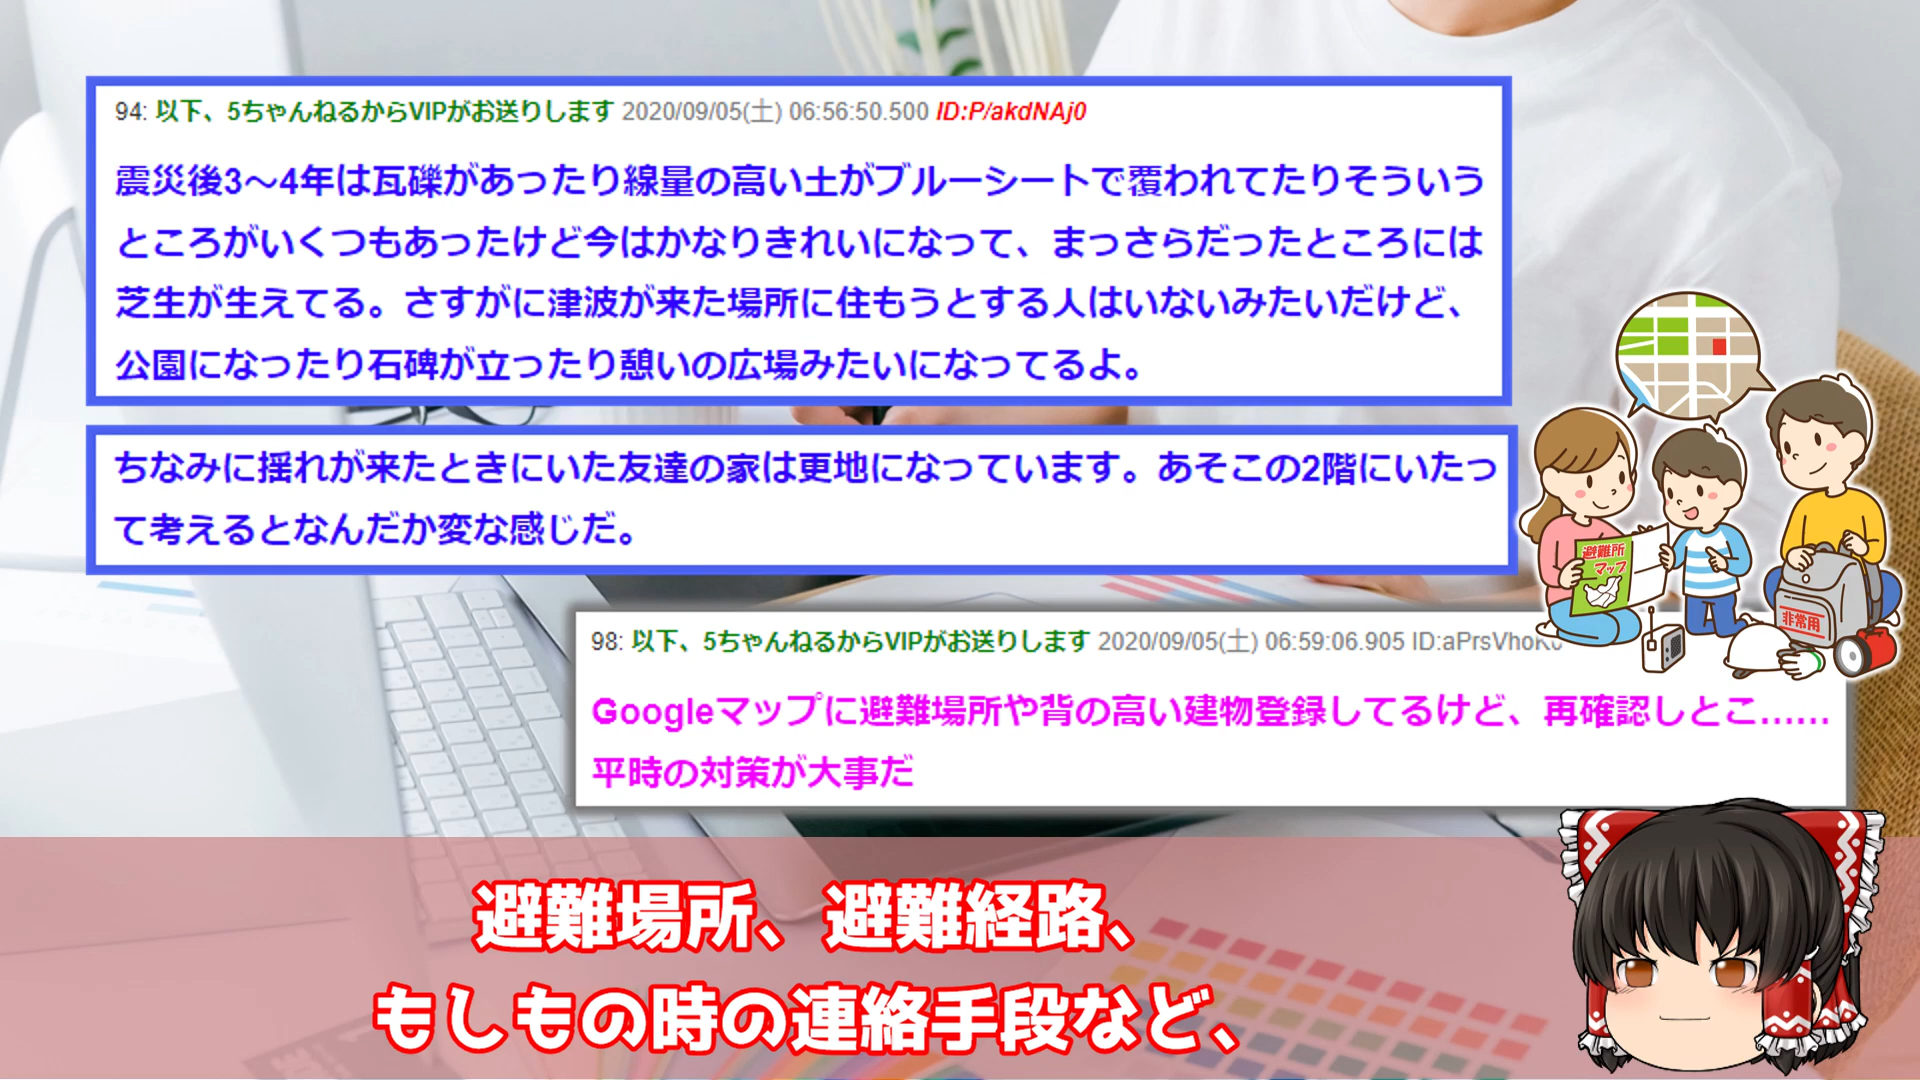 94: 以下、5ちゃんねるからVIPがお送りします 2020/09/05(土) 06:56:50.500 ID:P/akdNAj0
震災後3～4年は瓦礫があったり線量の高い土がブルーシートで覆われてたりそういう
ところがいくつもあったけど今はかなりきれいになって、まっさらだったところには
芝生が生えてる。さすがに津波が来た場所に住もうとする人はいないみたいだけど、
公園になったり石碑が立ったり憩いの広場みたいになってるよ。
ちなみに揺れが来たときにいた友達の家は更地になっています。あそこの2階にいたっ
て考えるとなんだか変な感じだ。
避難所
マップ
非常用
98: 以下、5ちゃんねるからVIPがお送りします 2020/09/05(土) 06:59:06.905
Googleマップに避難場所や背の高い建物登録してるけど、再確認しとこ……
平時の対策が大事だ
避難場所、避難経路、
もしもの時の連絡手段など、